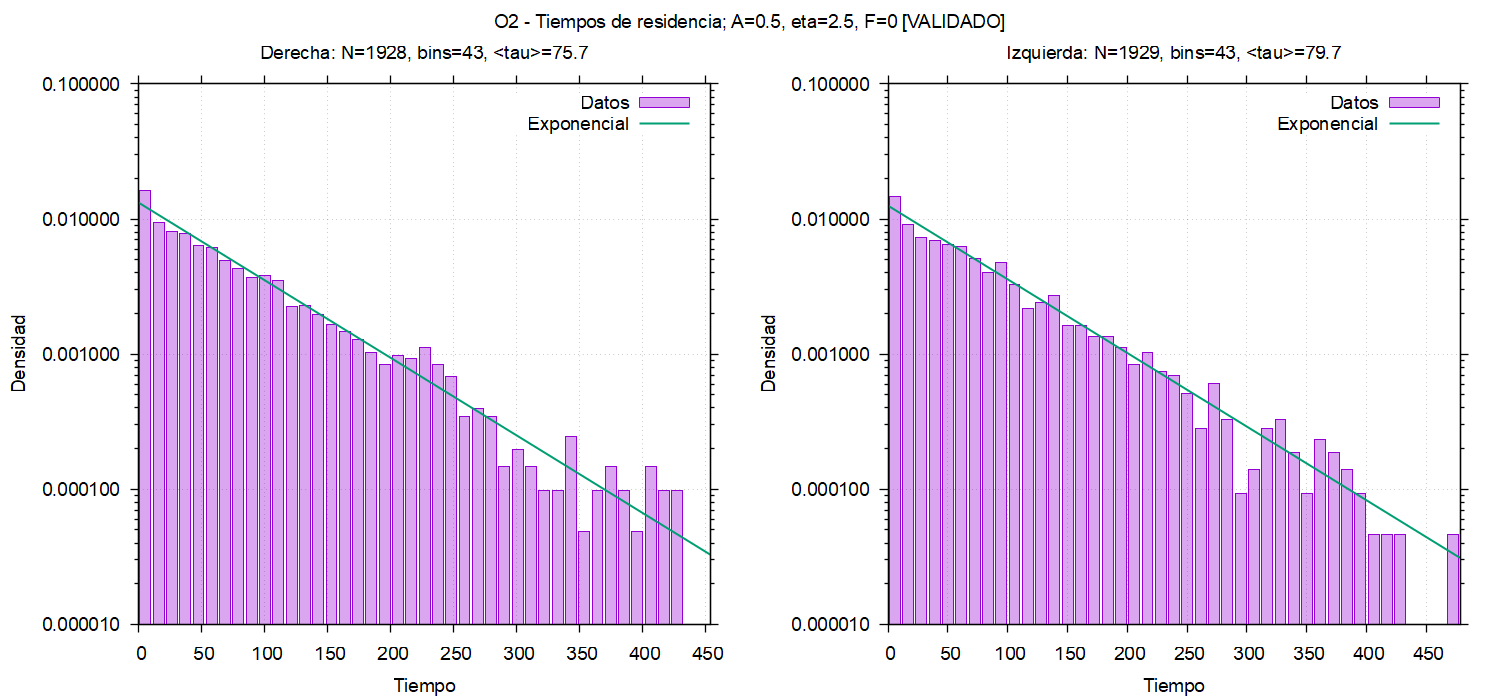 O2 - Tiempos de residencia; A=0.5, eta=2.5, F=0 [VALIDADO]
Derecha: N=1928, bins=43, <tau>=75.7
0.100000
0.010000
0.001000
0.000100
0.000010
Densidad
Datos
Exponencial
0 50 100 150 200 250 300 350 400 450
Tiempo
Izquierda: N=1929, bins=43, <tau>=79.7
0.100000
0.010000
0.001000
0.000100
0.000010
Densidad
Datos
Exponencial
0 50 100 150 200 250 300 350 400 450
Tiempo